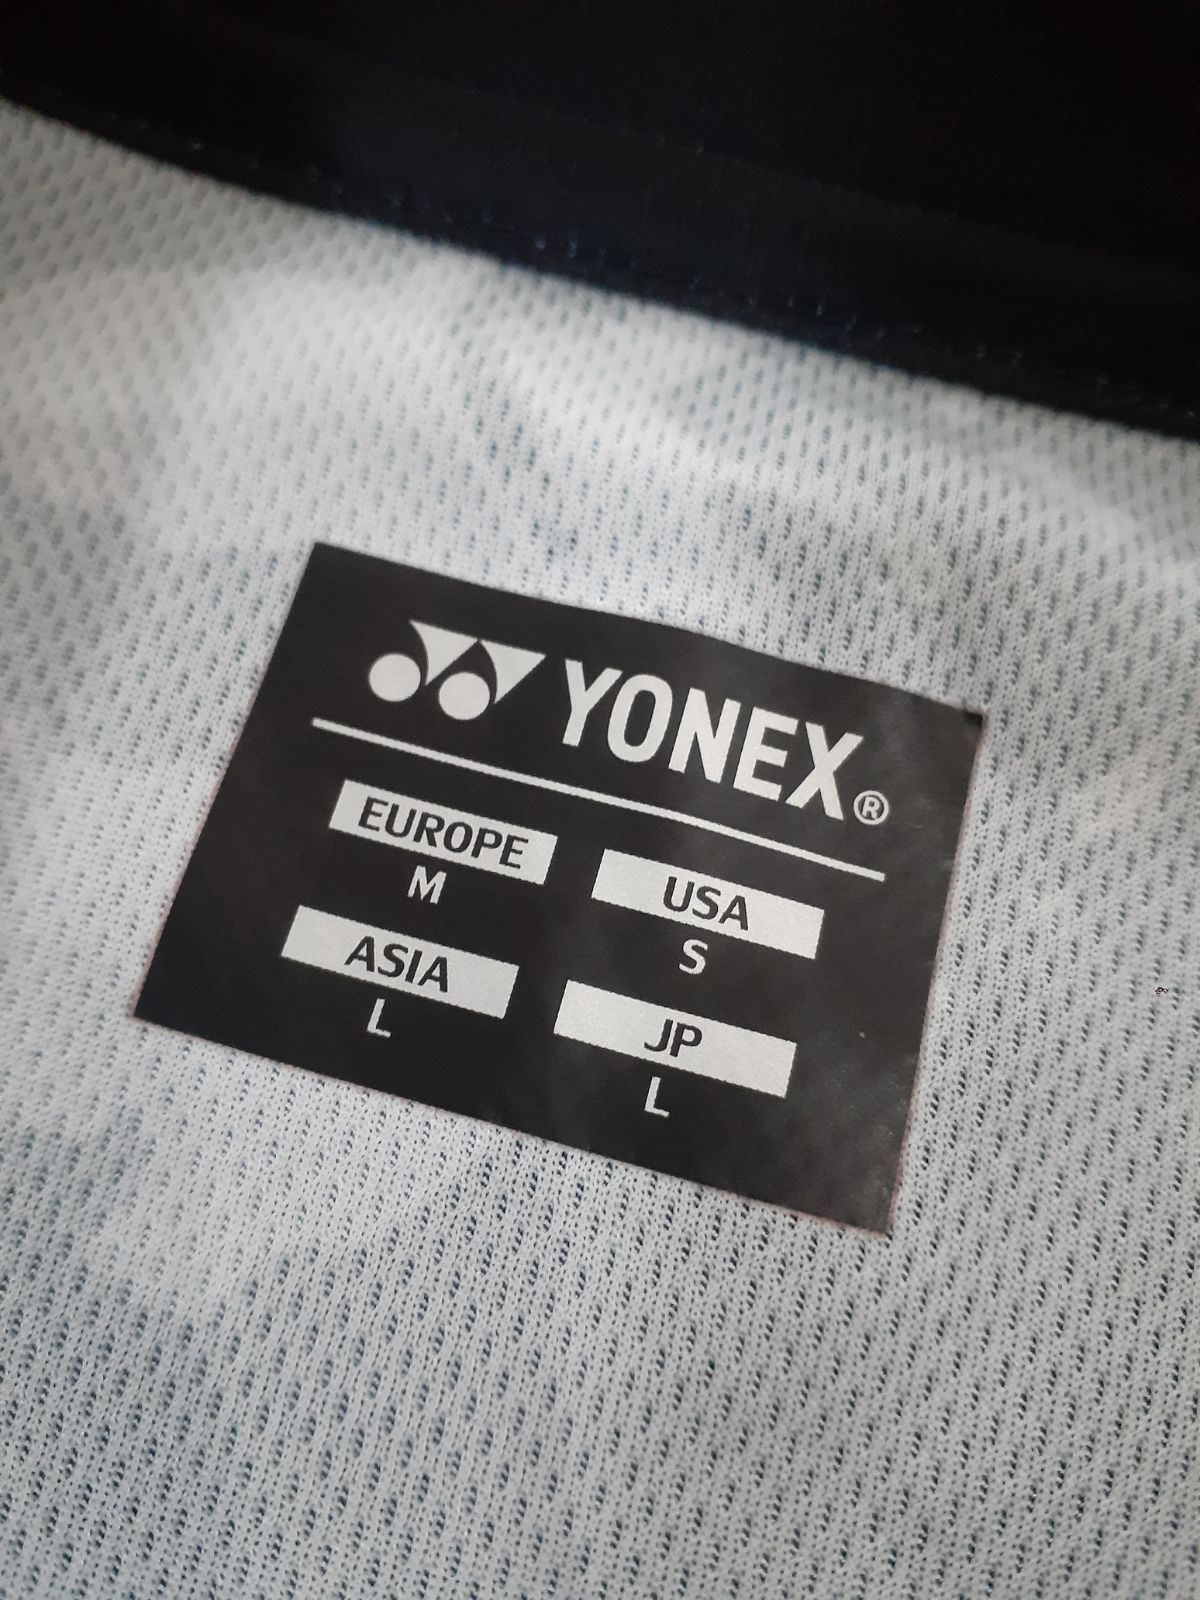 YONEX®
EUROPE USA
M S
ASIA JP
L L